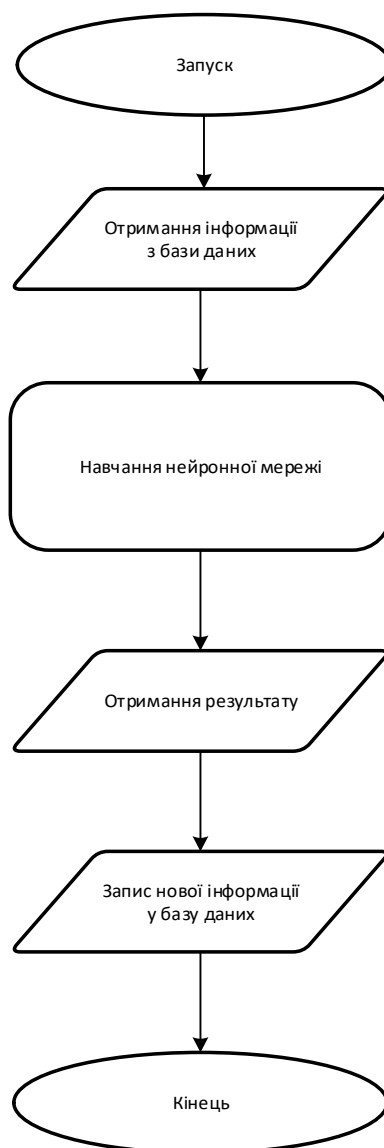 Запуск
Отримання інформації
з бази даних
Навчання нейронної мережі
Отримання результату
Запис нової інформації
у базу даних
Кінець